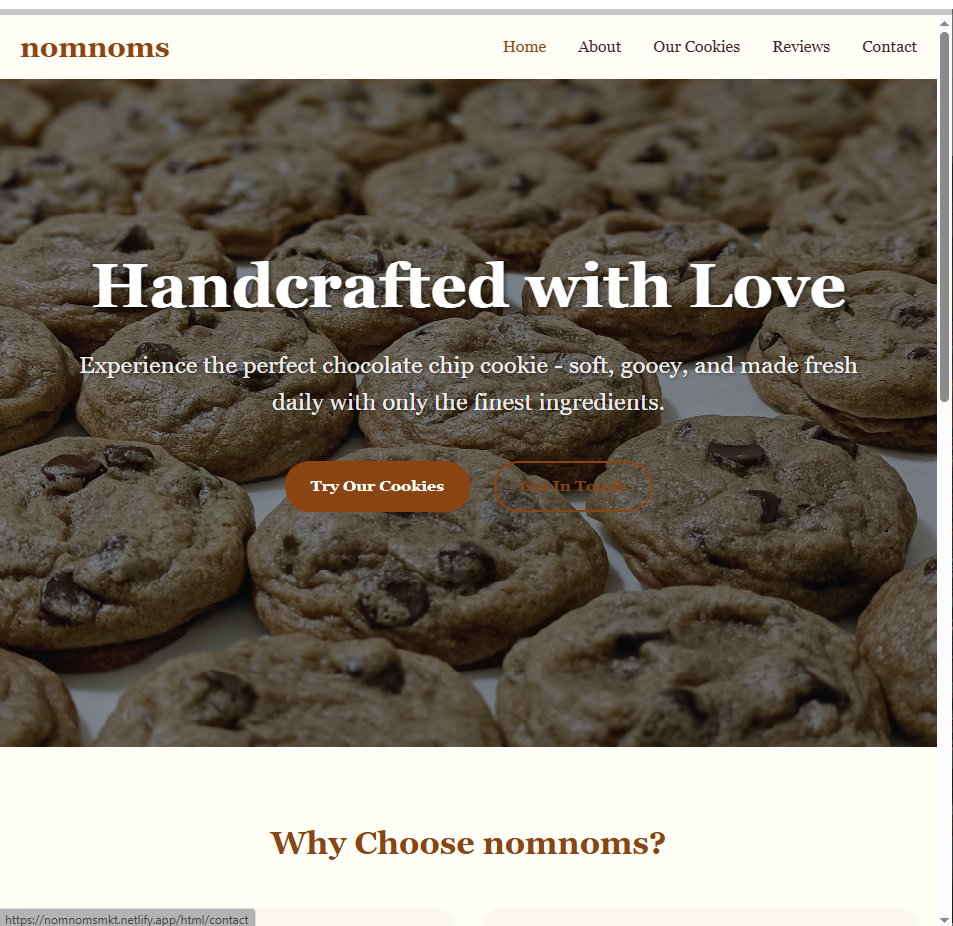 nomnoms
Home About Our Cookies Reviews Contact
Handcrafted with Love
Experience the perfect chocolate chip cookie - soft, gooey, and made fresh
daily with only the finest ingredients.
Try Our Cookies
Get In Touch
Why Choose nomnoms?
https://nomnomsmkt.netlify.app/html/contact